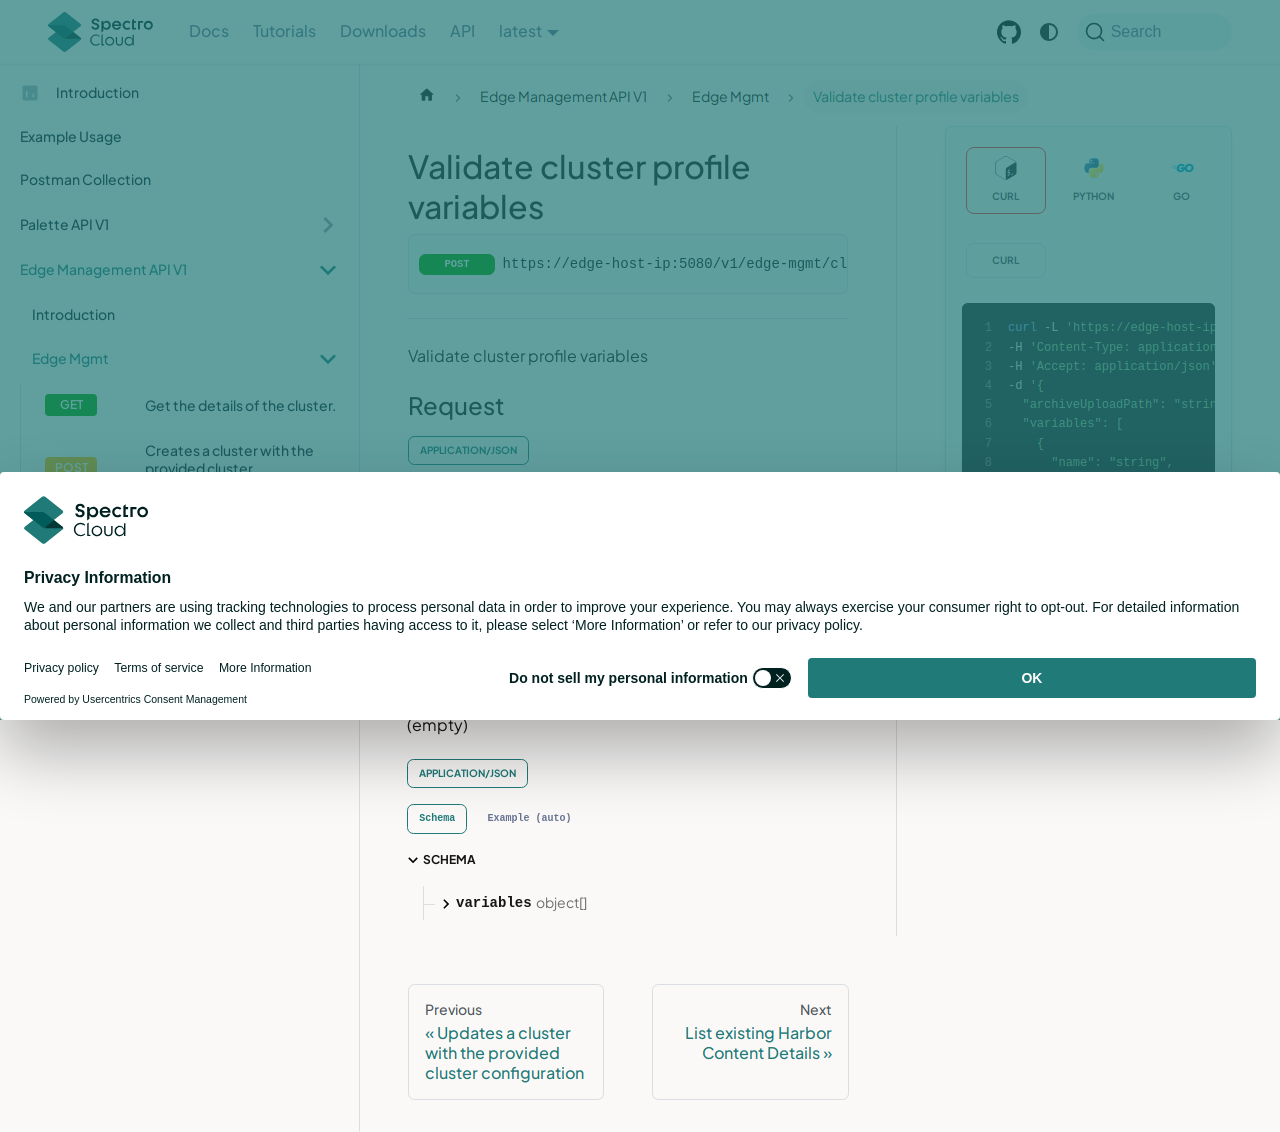 Spectro
Cloud
Docs
Tutorials
Downloads
API
latest
Search
Introduction
Example Usage
Postman Collection
Palette API V1
Edge Management API V1
Introduction
Edge Mgmt
GET
Get the details of the cluster.
POST
Creates a cluster with the
provided cluster
Edge Management API V1
Edge Mgmt
Validate cluster profile variables
Validate cluster profile
variables
POST
https://edge-host-ip:5080/v1/edge-mgmt/cl
Validate cluster profile variables
Request
APPLICATION/JSON
CURL
PYTHON
GO
CURL
1 curl -L 'https://edge-host-ip
2 -H 'Content-Type: application
3 -H 'Accept: application/json'
4 -d '{
5 "archiveUploadPath": "strin
6 "variables": [
7 {
8 "name": "string",
Spectro
Cloud
Privacy Information
We and our partners are using tracking technologies to process personal data in order to improve your experience. You may always exercise your consumer right to opt-out. For detailed information
about personal information we collect and third parties having access to it, please select ‘More Information’ or refer to our privacy policy.
Privacy policy
Terms of service
More Information
Powered by Usercentrics Consent Management
Do not sell my personal information
OK
(empty)
APPLICATION/JSON
Schema
Example (auto)
SCHEMA
variables object[]
Previous
« Updates a cluster
with the provided
cluster configuration
Next
List existing Harbor
Content Details »